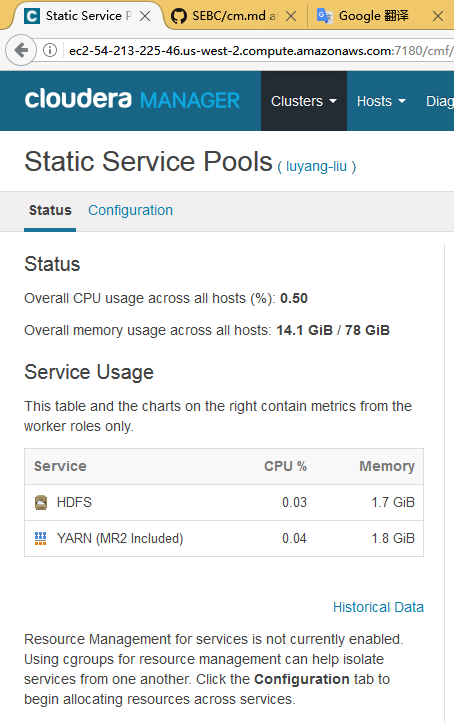 Static Service P
SEBC/cm.md a
Google 翻译
ec2-54-213-225-46.us-west-2.compute.amazonaws.com:7180/cmf/
cloudera MANAGER
Clusters
Hosts
Diag
Static Service Pools ( luyang-liu )
Status
Configuration
Status
Overall CPU usage across all hosts (%): 0.50
Overall memory usage across all hosts: 14.1 GiB / 78 GiB
Service Usage
This table and the charts on the right contain metrics from the
worker roles only.
Service CPU % Memory
HDFS 0.03 1.7 GiB
YARN (MR2 Included) 0.04 1.8 GiB
Historical Data
Resource Management for services is not currently enabled.
Using cgroups for resource management can help isolate
services from one another. Click the Configuration tab to
begin allocating resources across services.